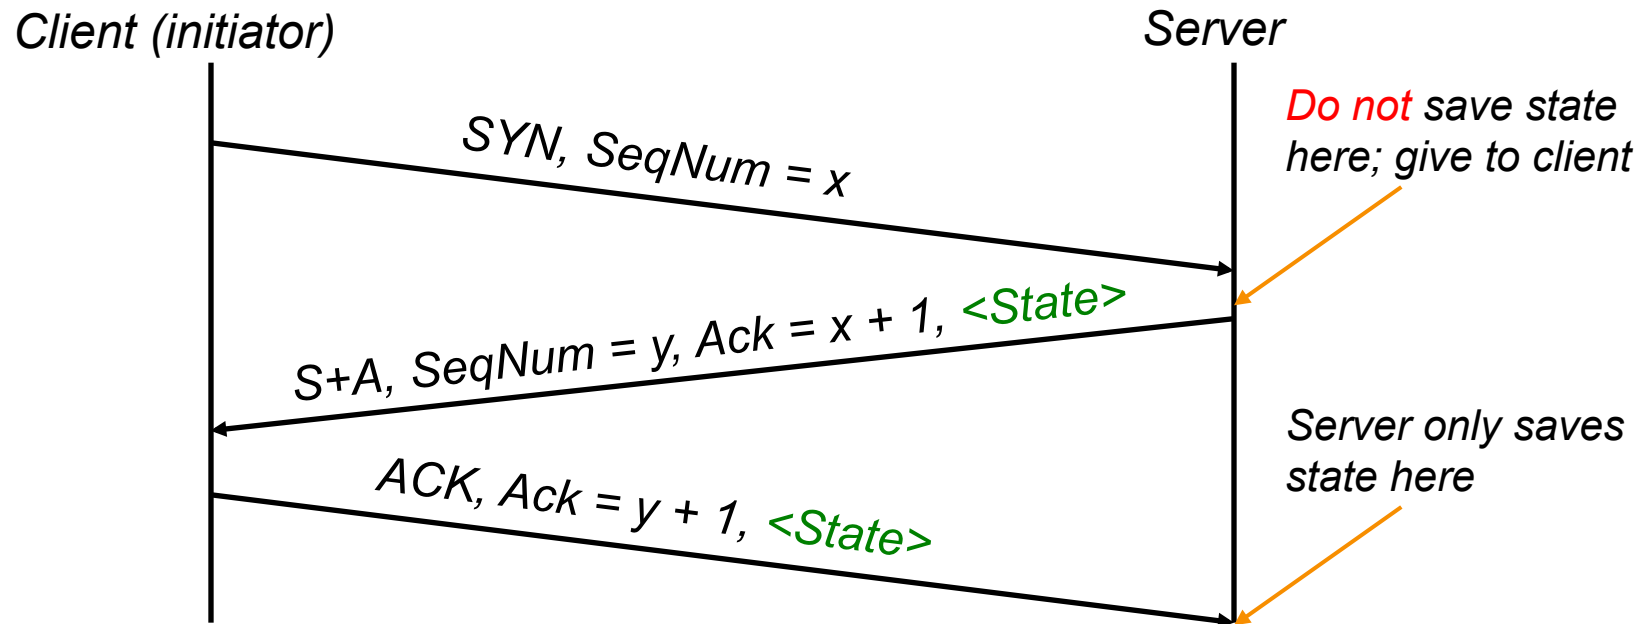 Client (initiator)
Server
Do not save state
here; give to client
SYN, SeqNum = x
S+A, SeqNum = y, Ack = x + 1, <State>
Server only saves
state here
ACK, Ack = y + 1, <State>